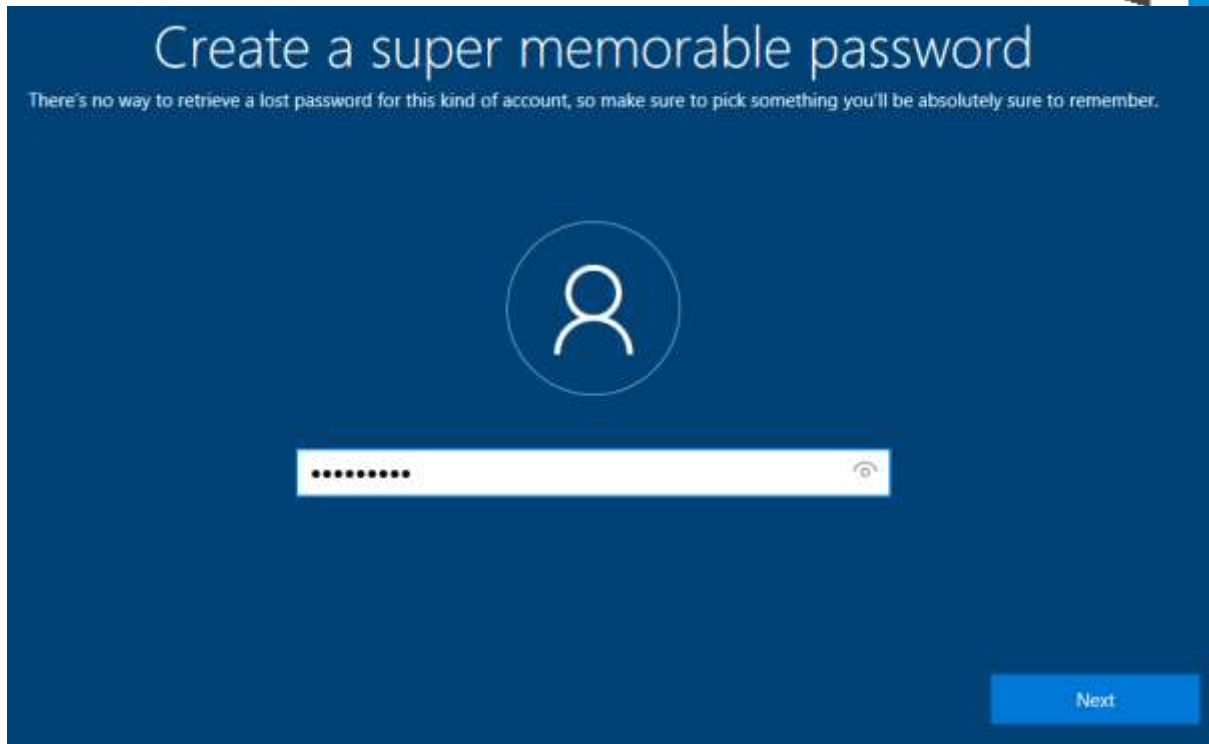 Create a super memorable password
There's no way to retrieve a lost password for this kind of account, so make sure to pick something you'll be absolutely sure to remember.
•••••••••
Next